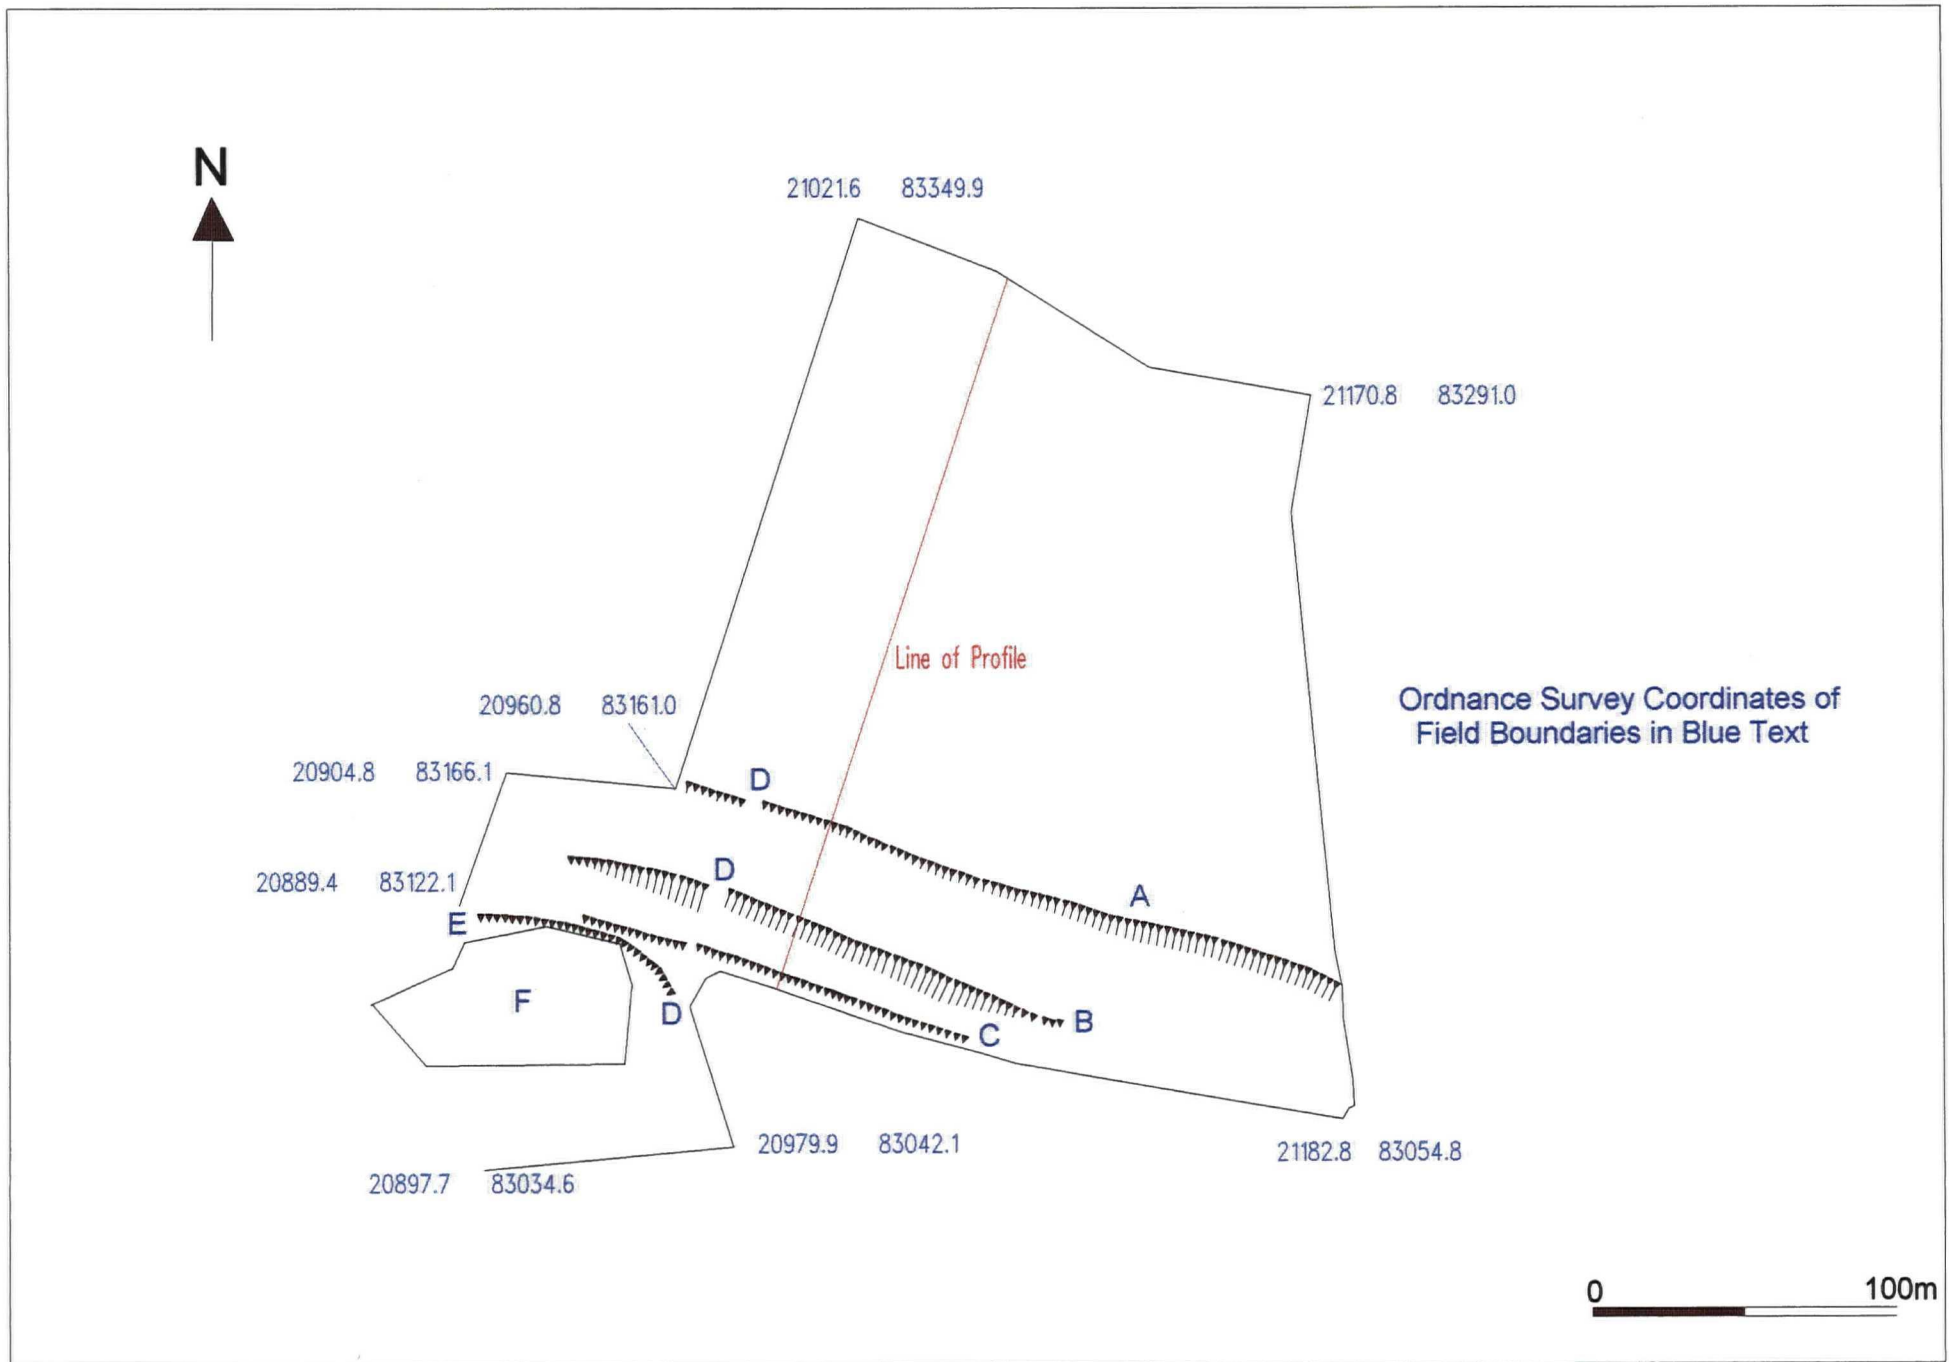 N
21021.6 83349.9
21170.8 83291.0
Line of Profile
20960.8 83161.0
Ordnance Survey Coordinates of
Field Boundaries in Blue Text
20904.8 83166.1
D
D
20889.4 83122.1
A
E
F
D
B
C
20979.9 83042.1
21182.8 83054.8
20897.7 83034.6
0 100m